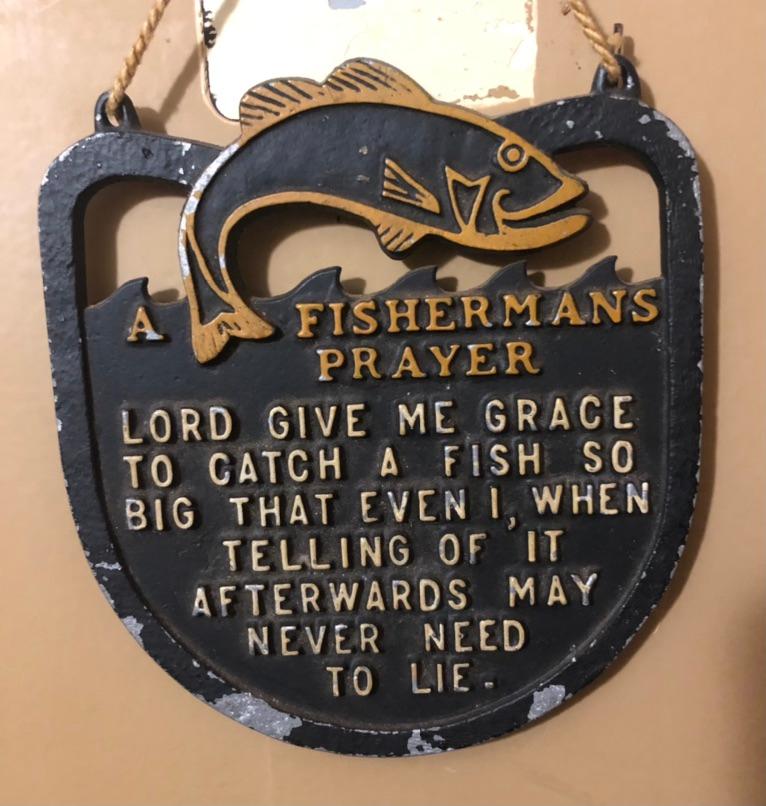 A FISHERMANS
PRAYER
LORD GIVE ME GRACE
TO CATCH A FISH SO
BIG THAT EVEN I, WHEN
TELLING OF IT
AFTERWARDS MAY
NEVER NEED
TO LIE.